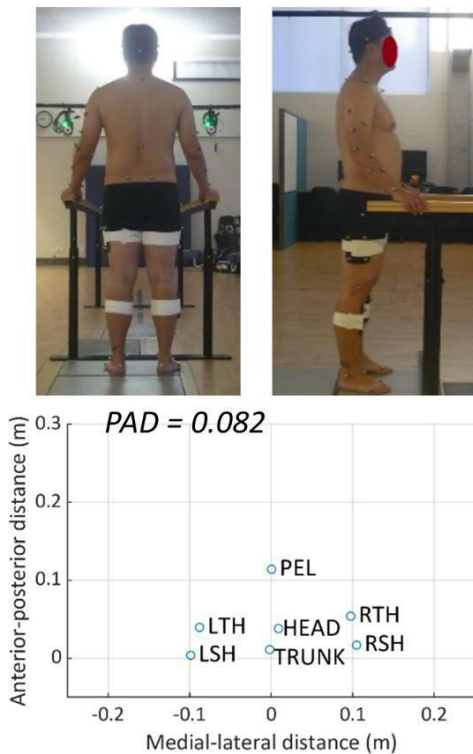 PAD = 0.082
0.3
0.2
0.1
0
-0.2 -0.1 0 0.1 0.2
PEL
LTH HEAD RTH
LSH TRUNK RSH
Anterior-posterior distance (m)
Medial-lateral distance (m)